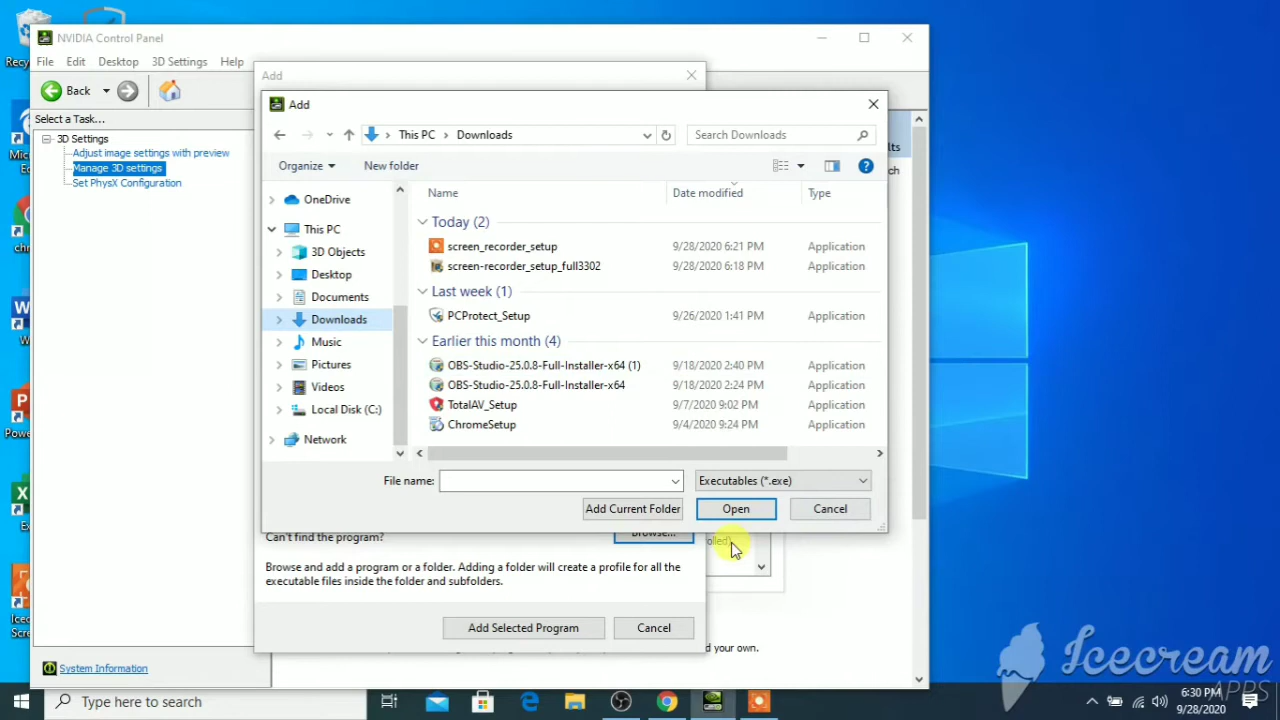 NVIDIA Control Panel
File Edit Desktop 3D Settings Help
Back
Select a Task...
3D Settings
Adjust image settings with preview
Manage 3D settings
Set PhysX Configuration
System Information
Add
Add
This PC Downloads
Search Downloads
Organize New folder
OneDrive
This PC
3D Objects
Desktop
Documents
Downloads
Music
Pictures
Videos
Local Disk (C:)
Network
Name Date modified Type
Today (2)
screen_recorder_setup 9/28/2020 6:21 PM Application
screen-recorder_setup_full3302 9/28/2020 6:18 PM Application
Last week (1)
PCProtect_Setup 9/26/2020 1:41 PM Application
Earlier this month (4)
OBS-Studio-25.0.8-Full-Installer-x64 (1) 9/18/2020 2:40 PM Application
OBS-Studio-25.0.8-Full-Installer-x64 9/18/2020 2:24 PM Application
TotalAV_Setup 9/7/2020 9:02 PM Application
ChromeSetup 9/4/2020 9:24 PM Application
File name: Executables (*.exe)
Add Current Folder Open Cancel
Can't find the program? Browse...
Browse and add a program or a folder. Adding a folder will create a profile for all the
executable files inside the folder and subfolders.
Add Selected Program Cancel
d your own.
Icecream
APPS
Type here to search
6:30 PM
9/28/2020